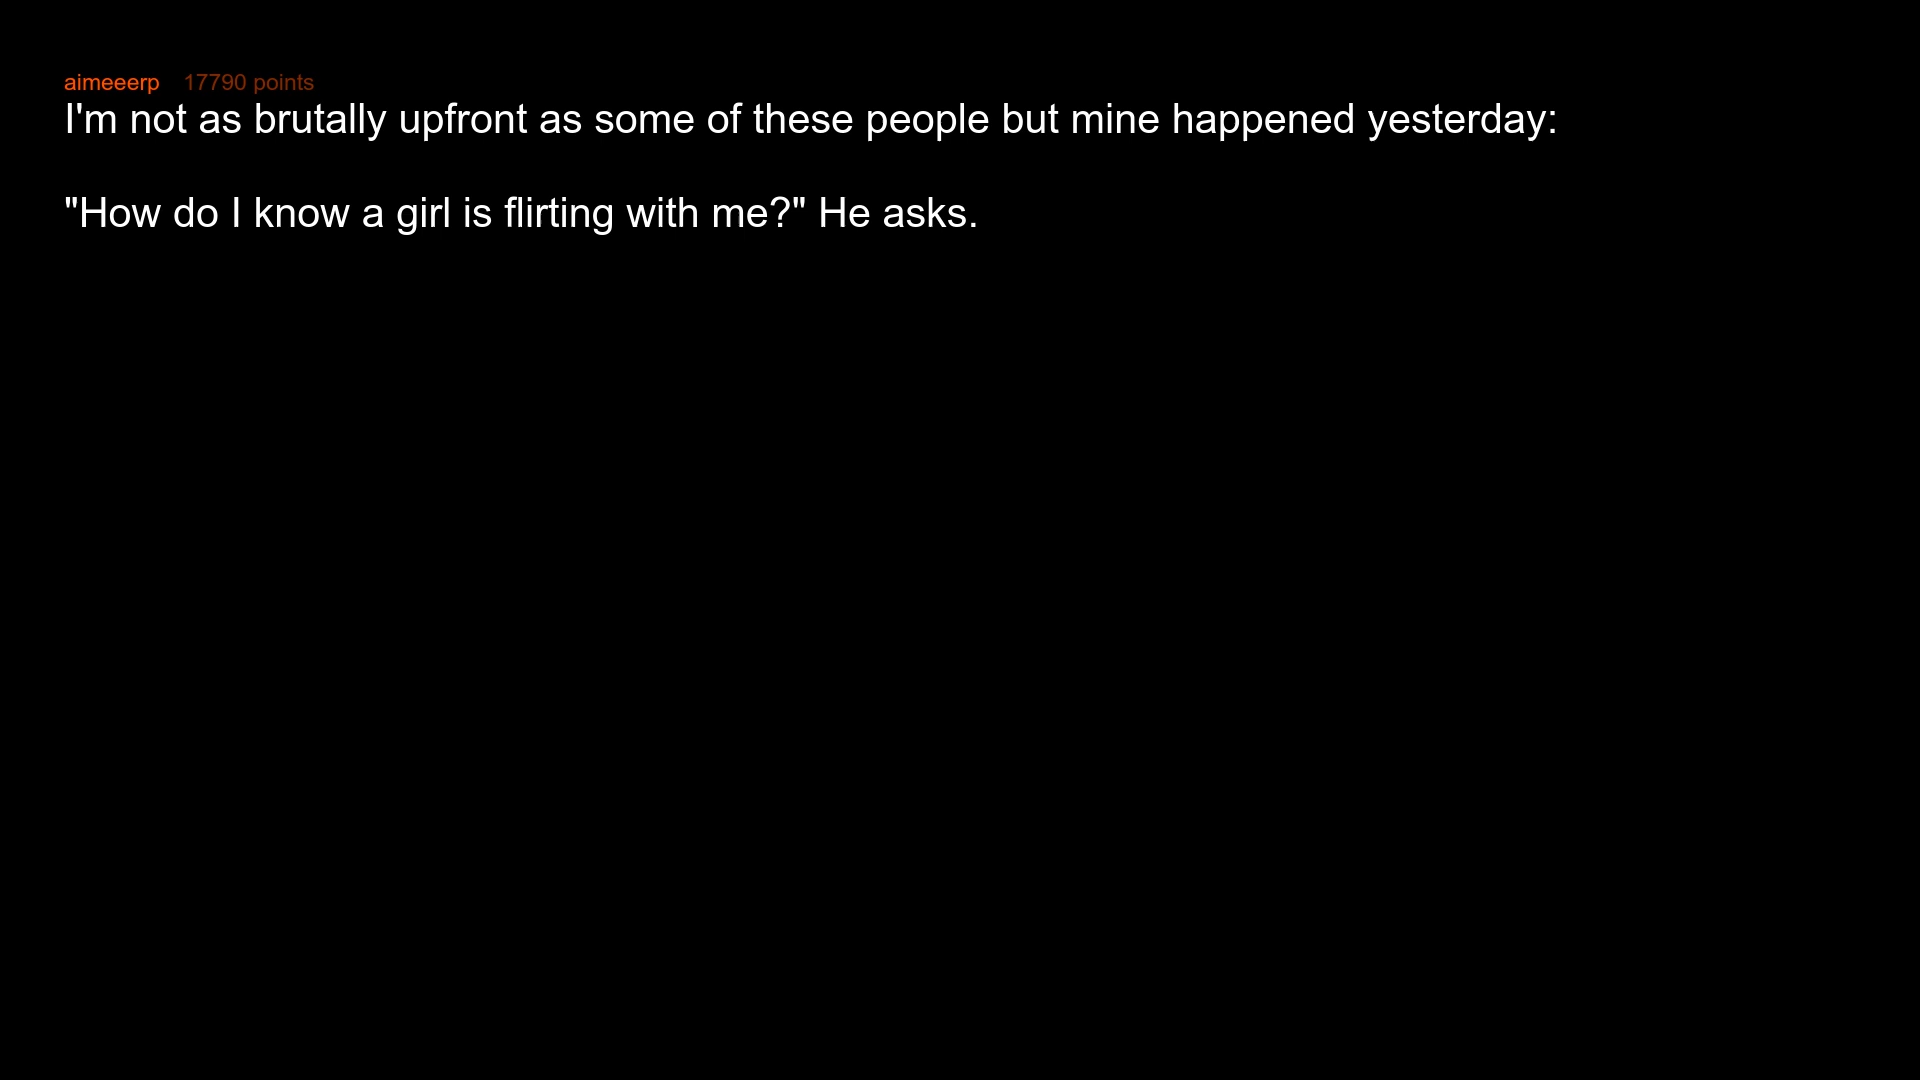 aimeeerp 17790 points
I'm not as brutally upfront as some of these people but mine happened yesterday:
"How do I know a girl is flirting with me?" He asks.